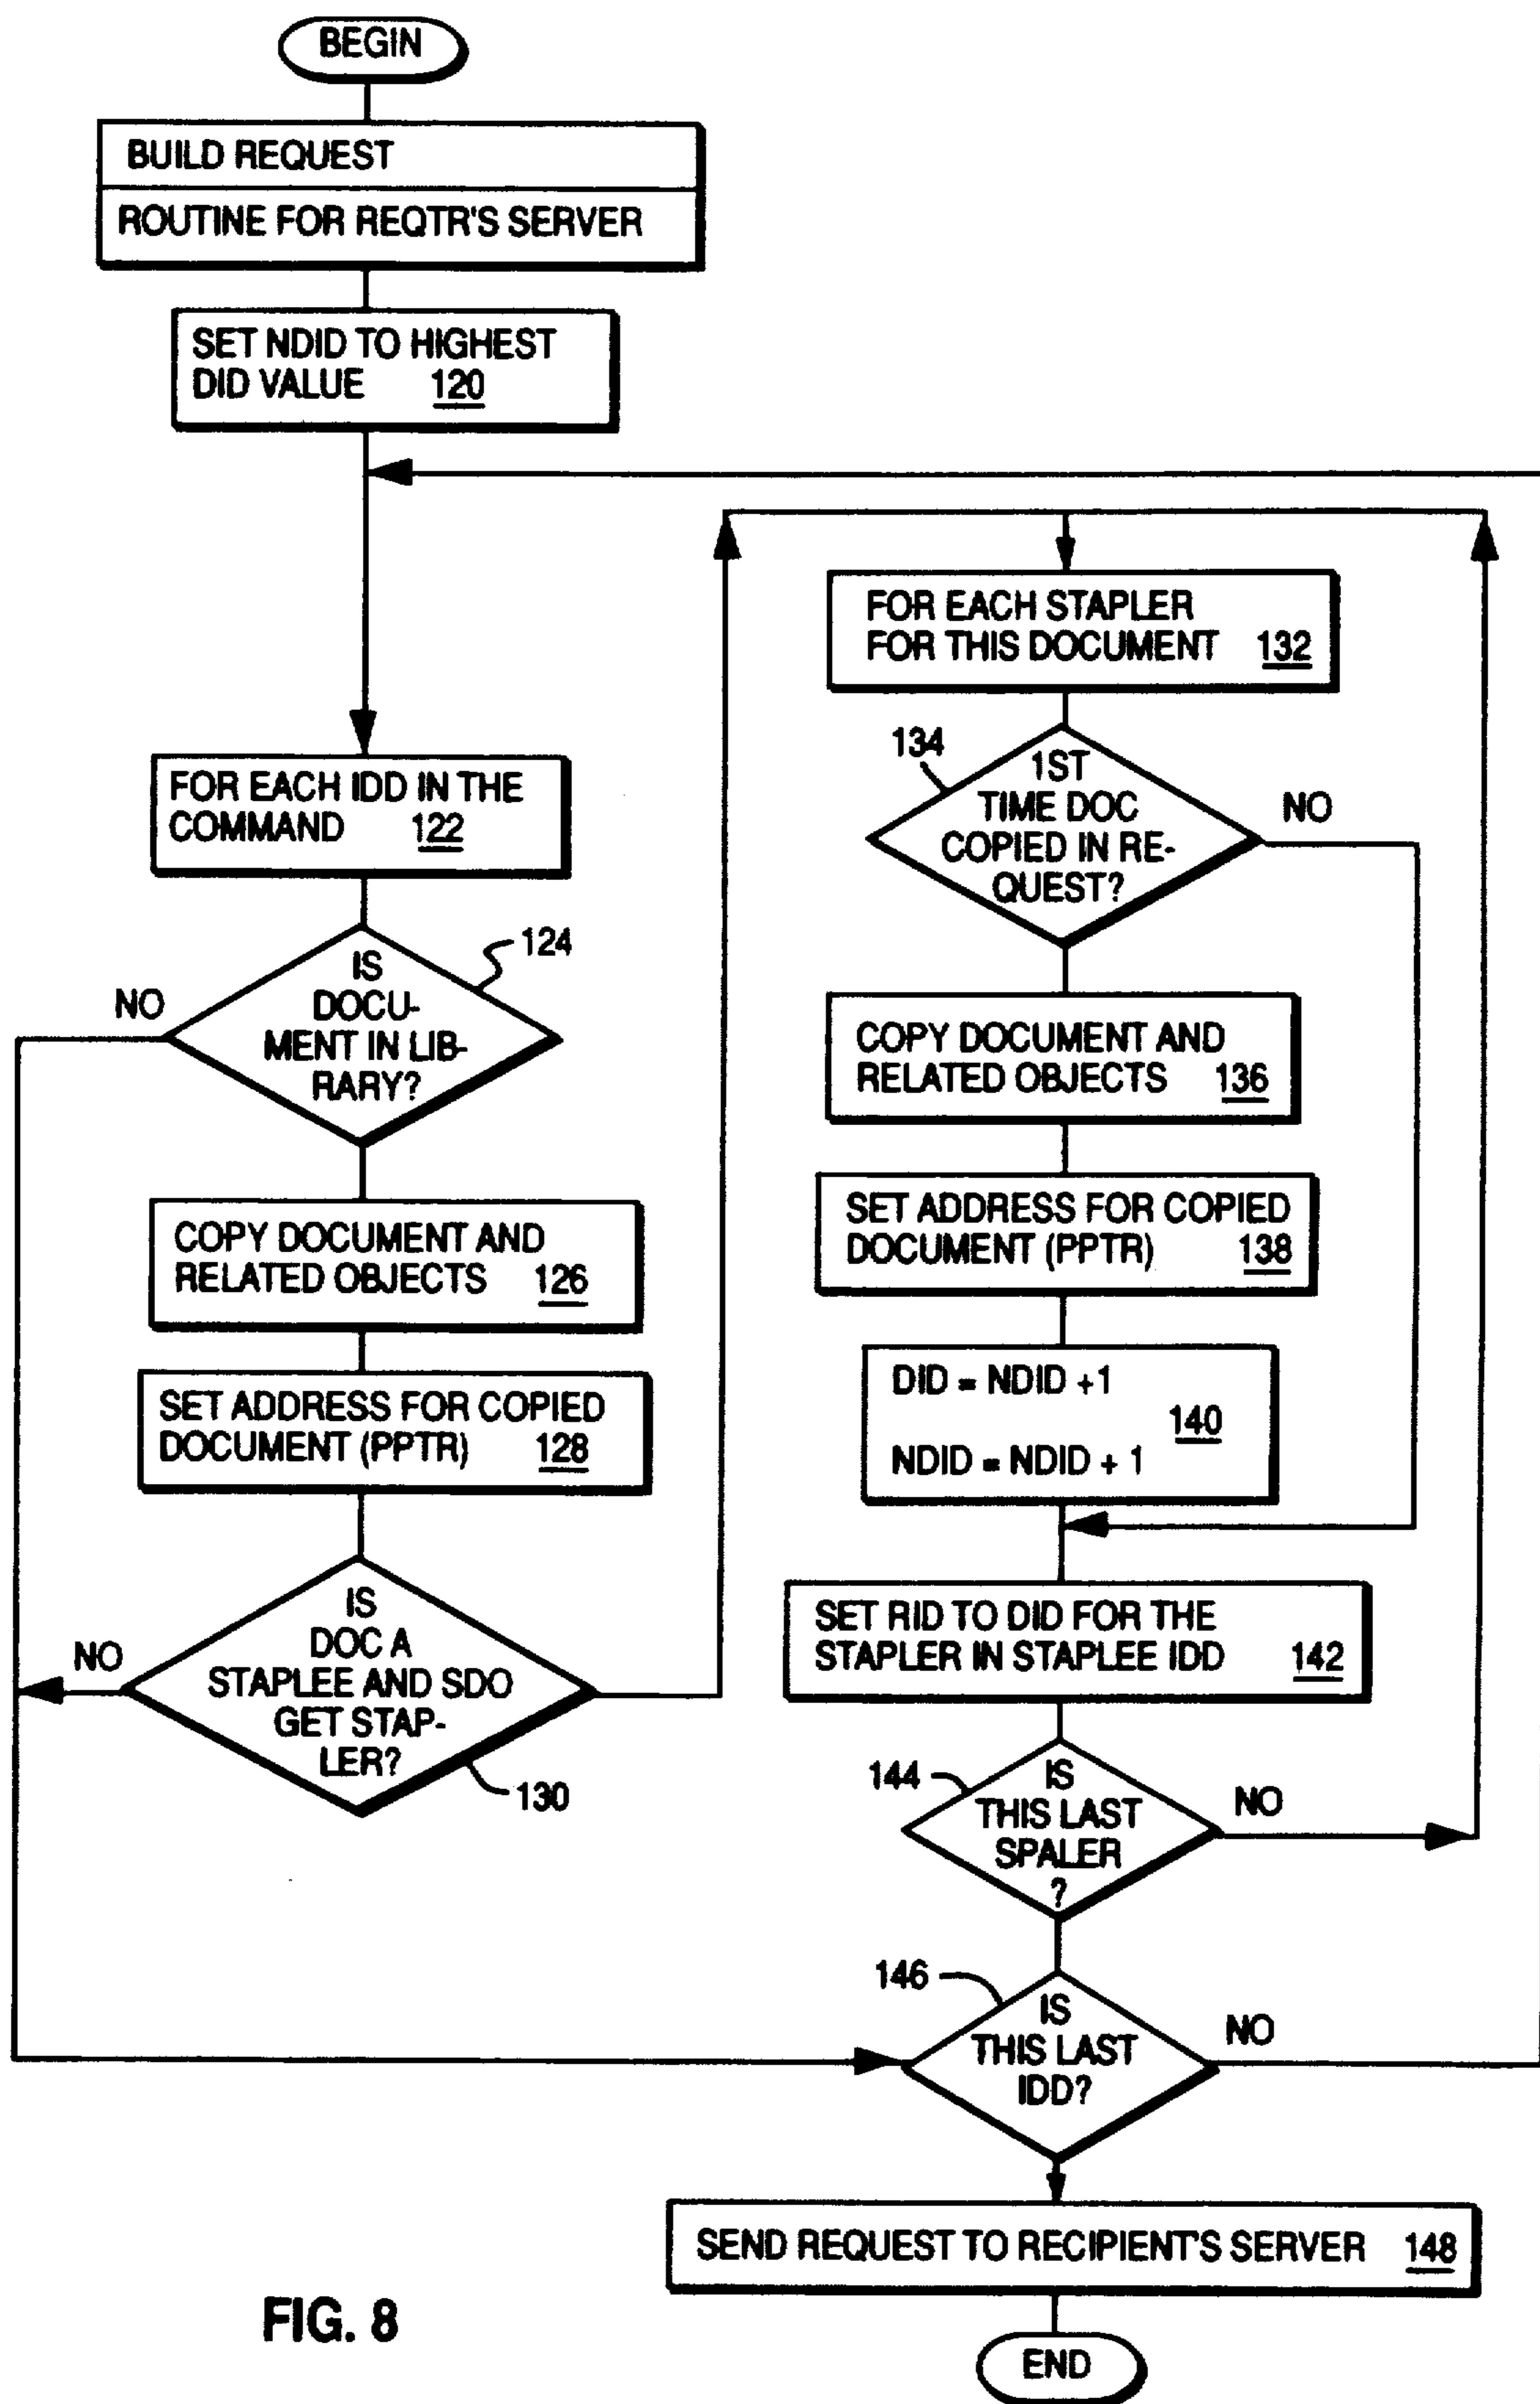 BEGIN
BUILD REQUEST
ROUTINE FOR REQTR'S SERVER
SET NDID TO HIGHEST
DID VALUE 120
FOR EACH IDD IN THE
COMMAND 122
124
IS
DOCU-
MENT IN LIB-
RARY?
NO
COPY DOCUMENT AND
RELATED OBJECTS 126
SET ADDRESS FOR COPIED
DOCUMENT (PPTR) 128
IS
DOC A
STAPLEE AND SDO
GET STAP-
LER?
NO
130
FOR EACH STAPLER
FOR THIS DOCUMENT 132
134
1ST
TIME DOC
COPIED IN RE-
QUEST?
NO
COPY DOCUMENT AND
RELATED OBJECTS 136
SET ADDRESS FOR COPIED
DOCUMENT (PPTR) 138
DID = NDID +1
140
NDID = NDID + 1
SET RID TO DID FOR THE
STAPLER IN STAPLEE IDD 142
144
IS
THIS LAST
SPALER
?
NO
146
IS
THIS LAST
IDD?
NO
SEND REQUEST TO RECIPIENT'S SERVER 148
END
FIG. 8